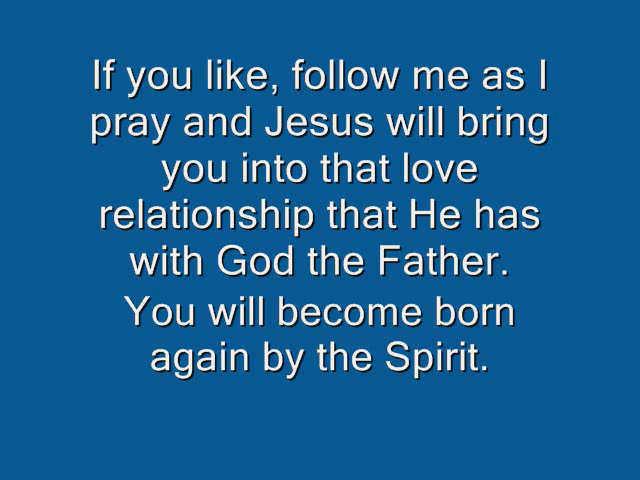 If you like, follow me as I
pray and Jesus will bring
you into that love
relationship that He has
with God the Father.
You will become born
again by the Spirit.